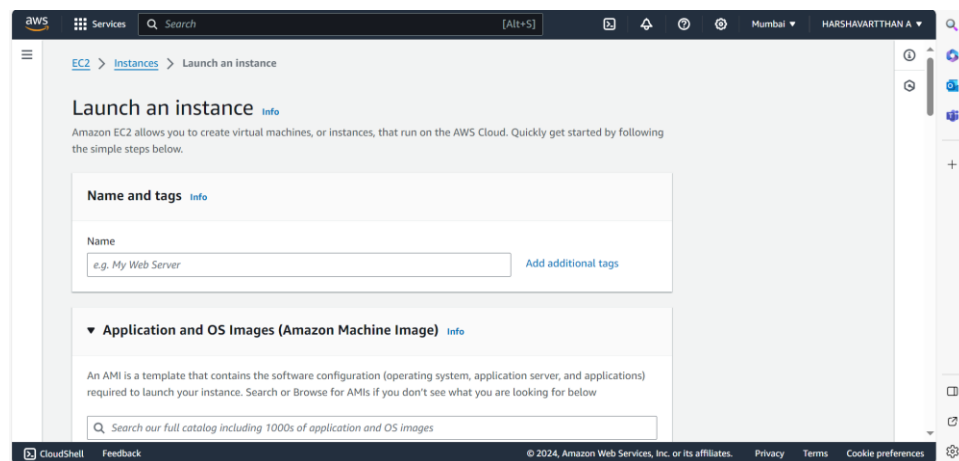 aws Services Search [Alt+S] Mumbai ▼ HARSHAVARTTHAN A ▼
EC2 > Instances > Launch an instance
Launch an instance Info
Amazon EC2 allows you to create virtual machines, or instances, that run on the AWS Cloud. Quickly get started by following
the simple steps below.
Name and tags Info
Name
e.g. My Web Server
Add additional tags
▼ Application and OS Images (Amazon Machine Image) Info
An AMI is a template that contains the software configuration (operating system, application server, and applications)
required to launch your instance. Search or Browse for AMIs if you don't see what you are looking for below
Search our full catalog including 1000s of application and OS images
CloudShell Feedback © 2024, Amazon Web Services, Inc. or its affiliates. Privacy Terms Cookie preferences